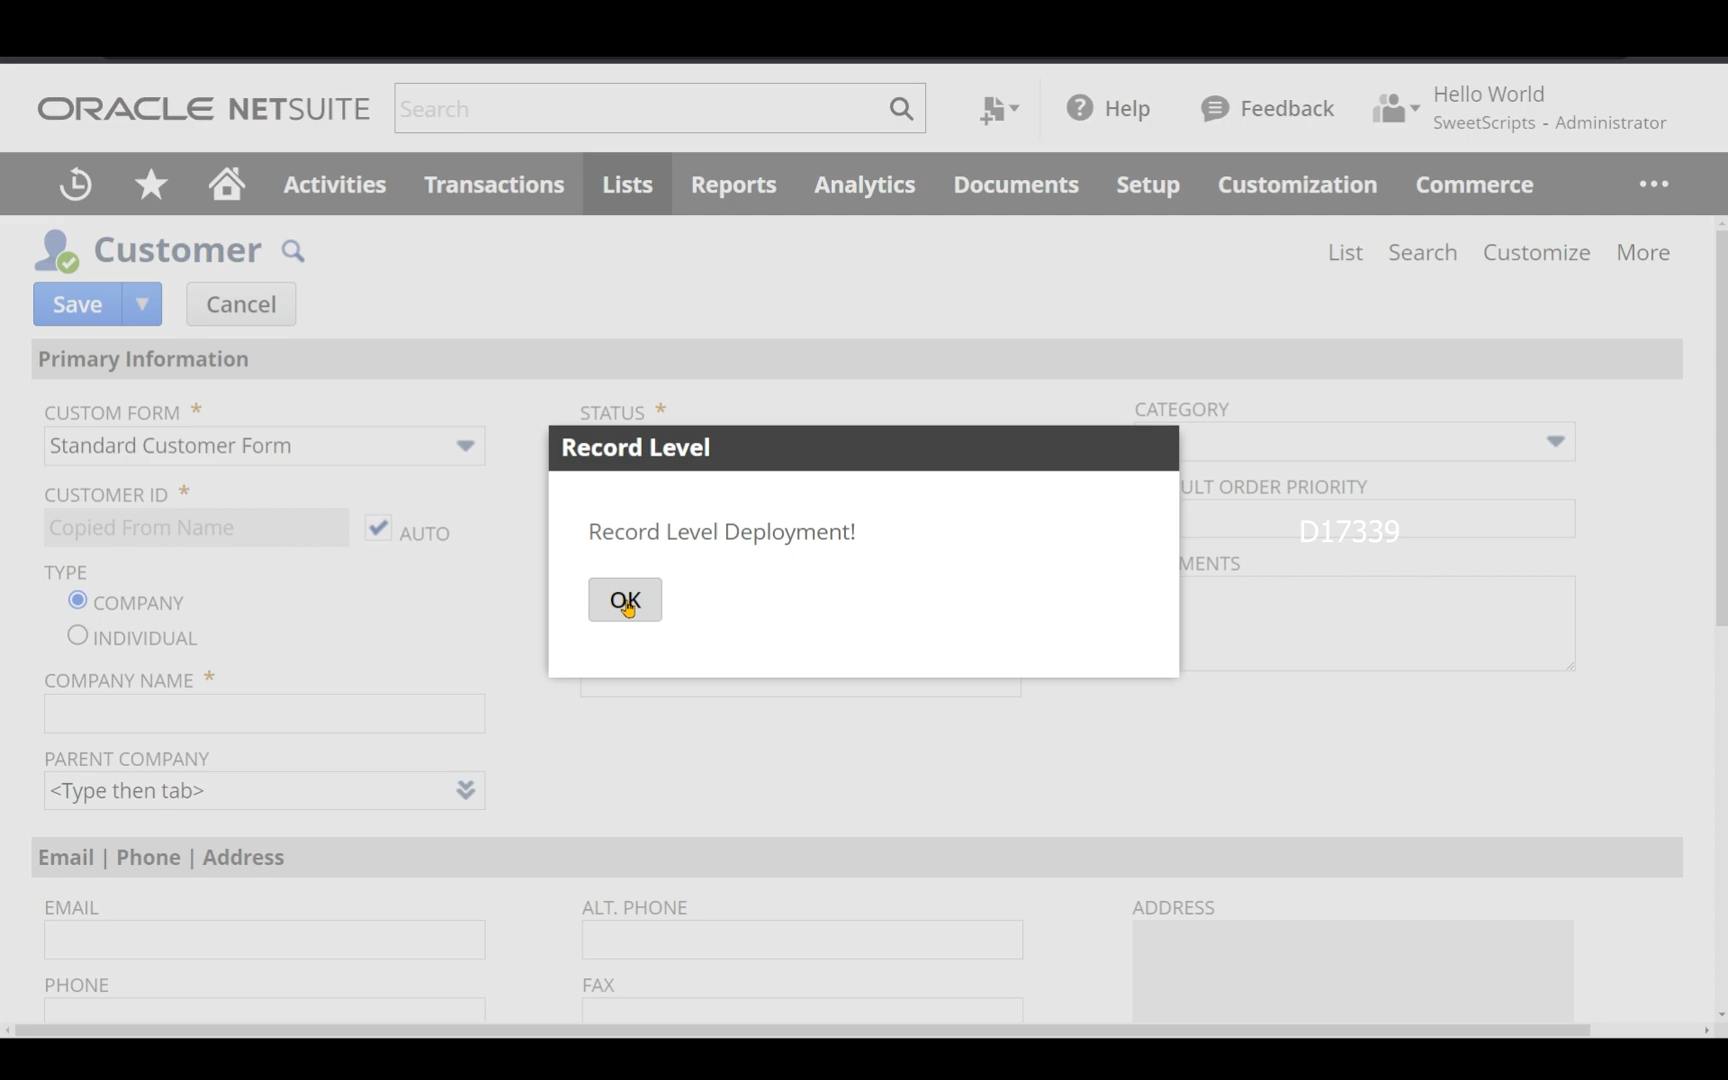 ORACLE NETSUITE
Search
Help
Feedback
Hello World
SweetScripts - Administrator
Activities
Transactions
Lists
Reports
Analytics
Documents
Setup
Customization
Commerce
Customer
List
Search
Customize
More
Save
Cancel
Primary Information
CUSTOM FORM *
Standard Customer Form
CUSTOMER ID *
Copied From Name
AUTO
TYPE
COMPANY
INDIVIDUAL
COMPANY NAME *
PARENT COMPANY
<Type then tab>
STATUS *
Record Level
Record Level Deployment!
OK
CATEGORY
ULT ORDER PRIORITY
D17339
MENTS
Email | Phone | Address
EMAIL
PHONE
ALT. PHONE
FAX
ADDRESS